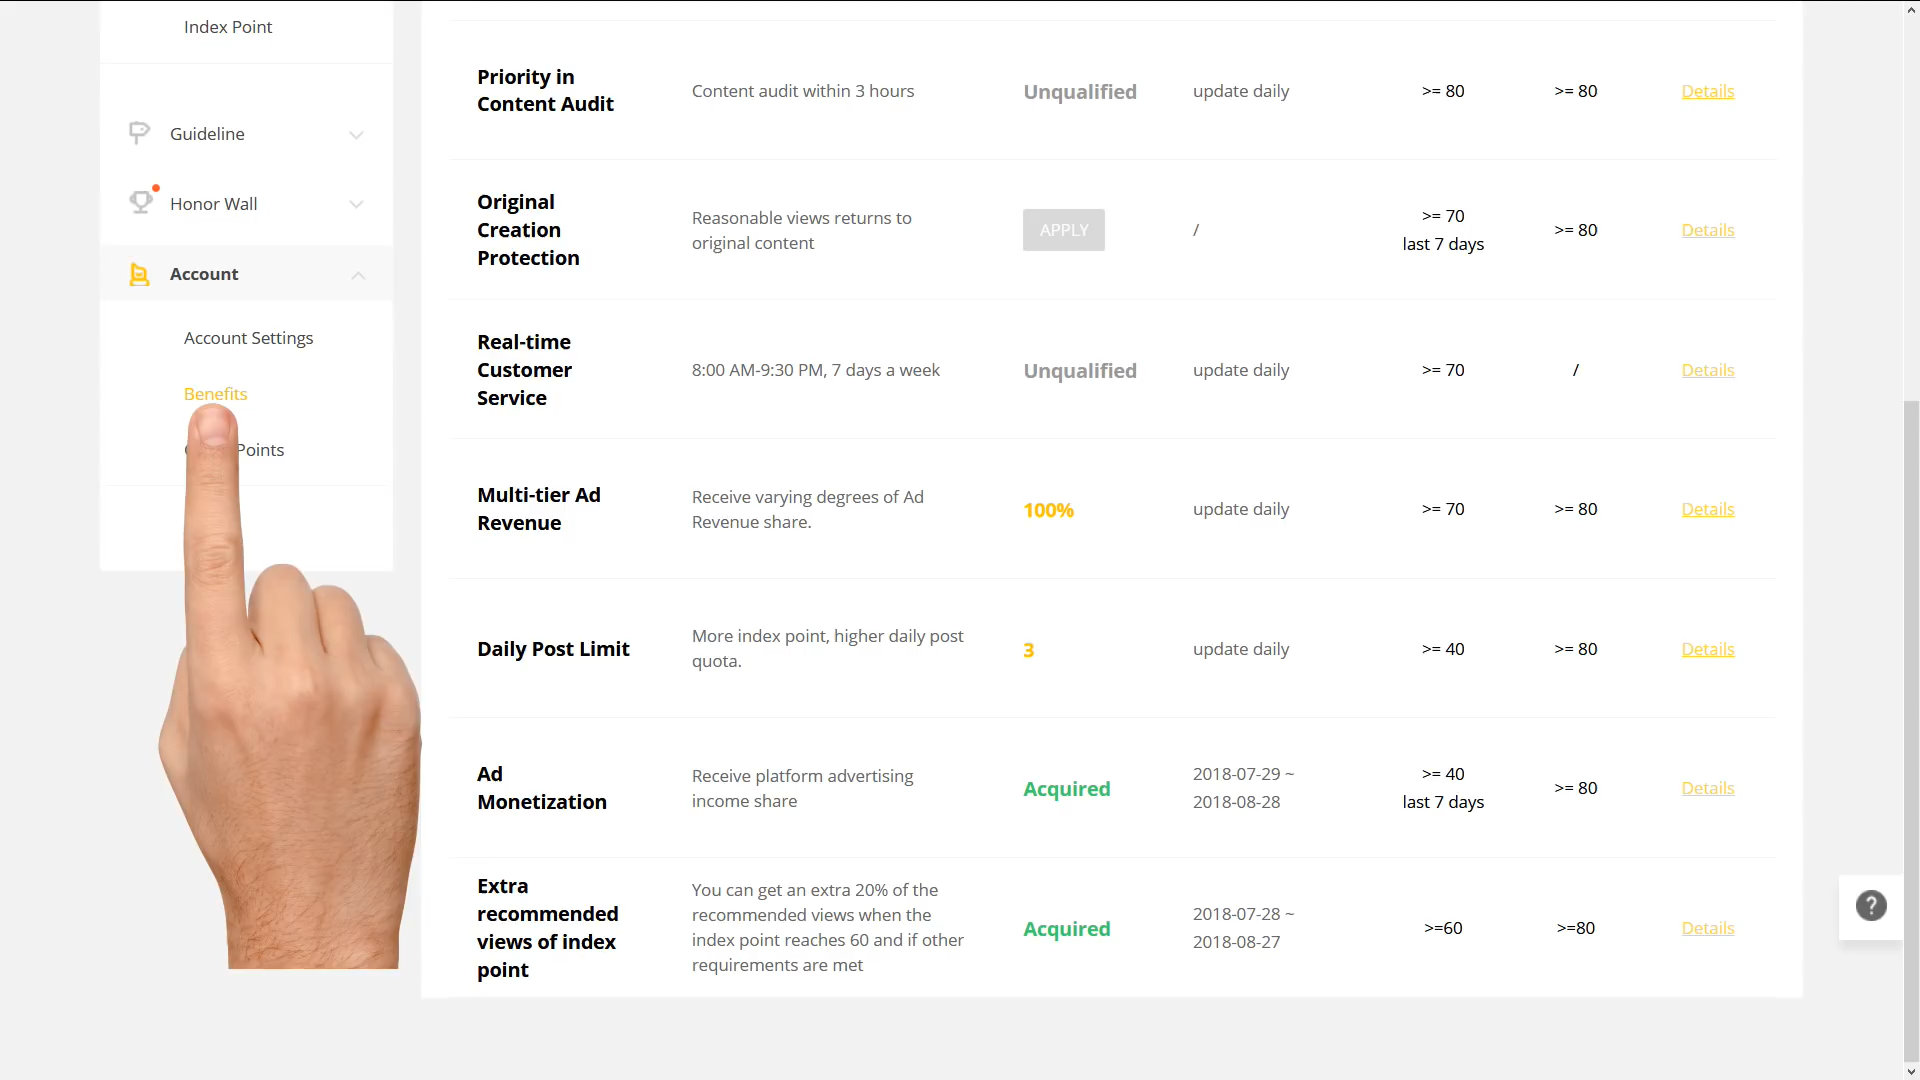 Index Point
Guideline
Honor Wall
Account
Account Settings
Benefits
Points
Priority in
Content Audit
Content audit within 3 hours
Unqualified
update daily
>= 80
>= 80
Details
Original
Creation
Protection
Reasonable views returns to
original content
APPLY
/
>= 70
last 7 days
>= 80
Details
Real-time
Customer
Service
8:00 AM-9:30 PM, 7 days a week
Unqualified
update daily
>= 70
/
Details
Multi-tier Ad
Revenue
Receive varying degrees of Ad
Revenue share.
100%
update daily
>= 70
>= 80
Details
Daily Post Limit
More index point, higher daily post
quota.
3
update daily
>= 40
>= 80
Details
Ad
Monetization
Receive platform advertising
income share
Acquired
2018-07-29 ~
2018-08-28
>= 40
last 7 days
>= 80
Details
Extra
recommended
views of index
point
You can get an extra 20% of the
recommended views when the
index point reaches 60 and if other
requirements are met
Acquired
2018-07-28 ~
2018-08-27
>=60
>=80
Details
?